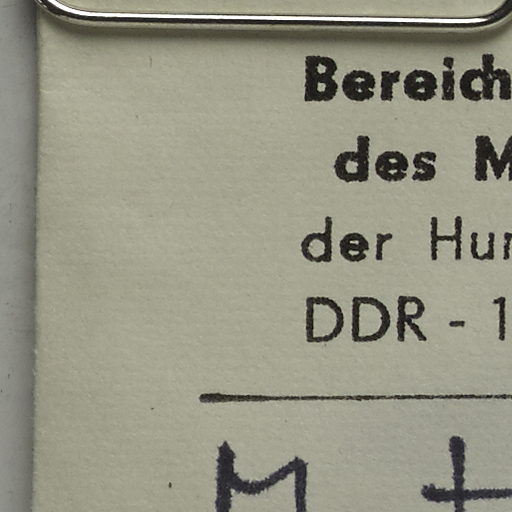 Bereich
des M
der Hu
DDR - 1
M t